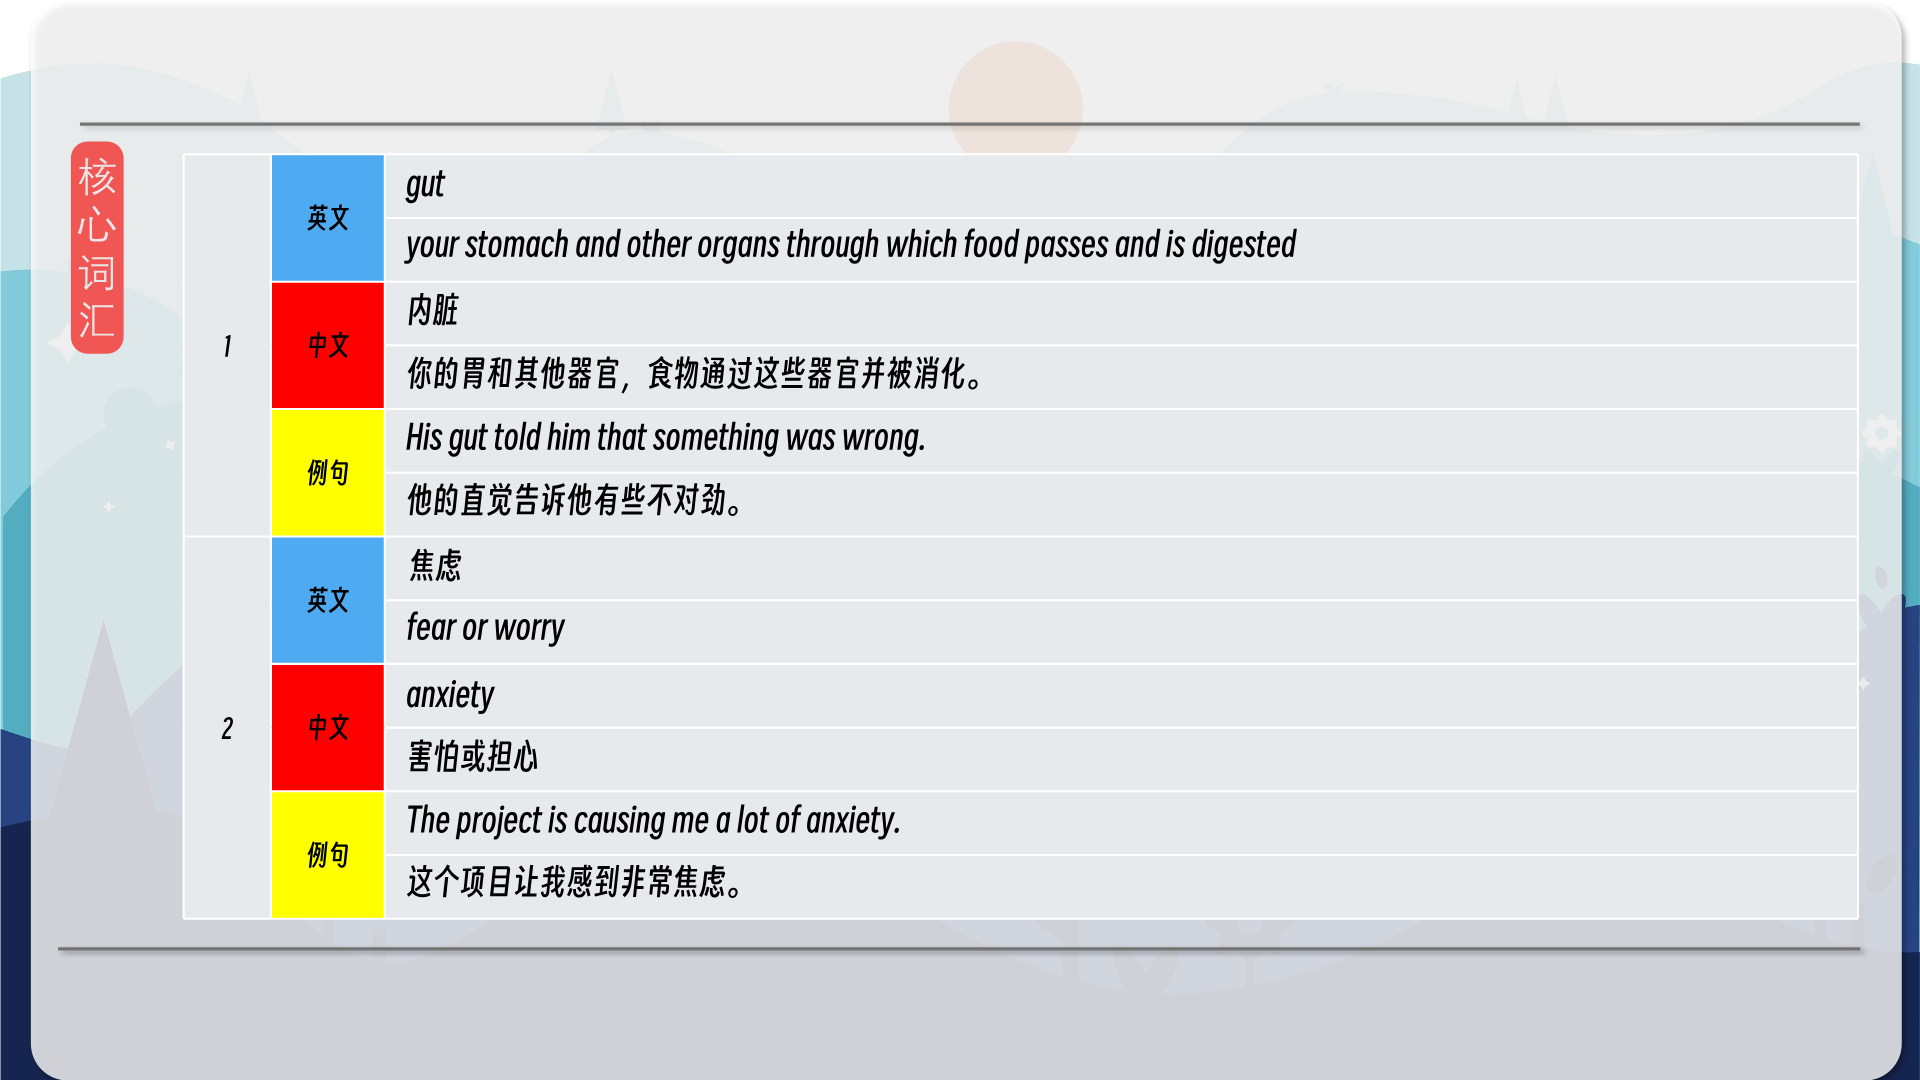 核
心
词
汇
1
英文
gut
your stomach and other organs through which food passes and is digested
中文
内脏
你的胃和其他器官，食物通过这些器官并被消化。
例句
His gut told him that something was wrong.
他的直觉告诉他有些不对劲。
2
英文
焦虑
fear or worry
中文
anxiety
害怕或担心
例句
The project is causing me a lot of anxiety.
这个项目让我感到非常焦虑。